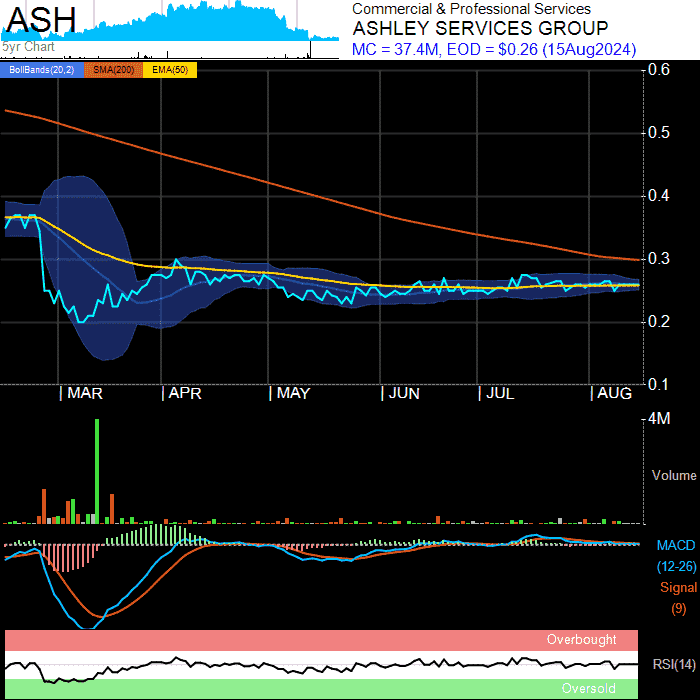 ASH
5yr Chart
Commercial & Professional Services
ASHLEY SERVICES GROUP
MC = 37.4M, EOD = $0.26 (15Aug2024)
BollBands(20,2) SMA(200) EMA(50)
0.6
0.5
0.4
0.3
0.2
0.1
MAR APR MAY JUN JUL AUG
4M
Volume
MACD
(12-26)
Signal
(9)
Overbought
RSI(14)
Oversold